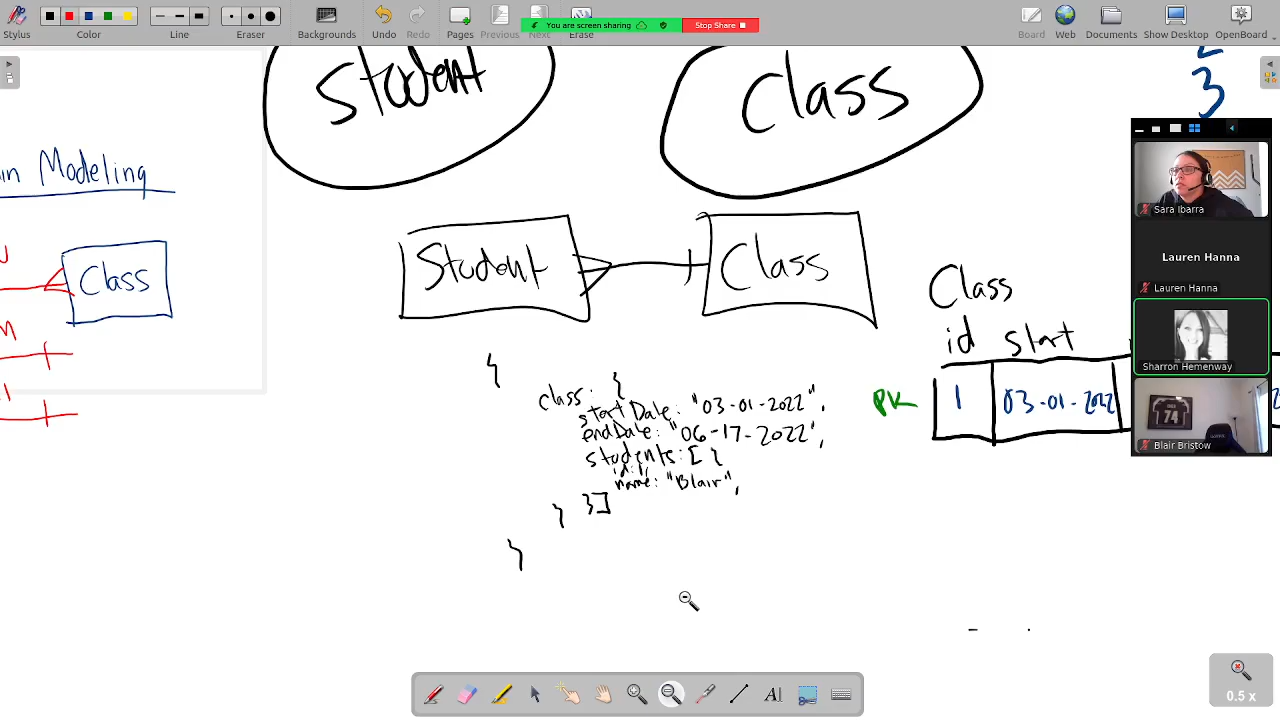 Stylus
Color
Line
Eraser
Backgrounds
Undo
Redo
Pages
Previous
Next
Erase
You are screen sharing
Stop Share
Board
Web
Documents
Show Desktop
OpenBoard
student
class
3
in Modeling
Class
Student
Class
{
class: {
startDate: "03-01-2022",
endDate: "06-17-2022",
students: [ {
id: 1,
name: "Blair",
} }]
}
Class
id start
PK 1 03-01-2022
Sara Ibarra
Lauren Hanna
Lauren Hanna
Sharron Hemenway
Blair Bristow
0.5 x